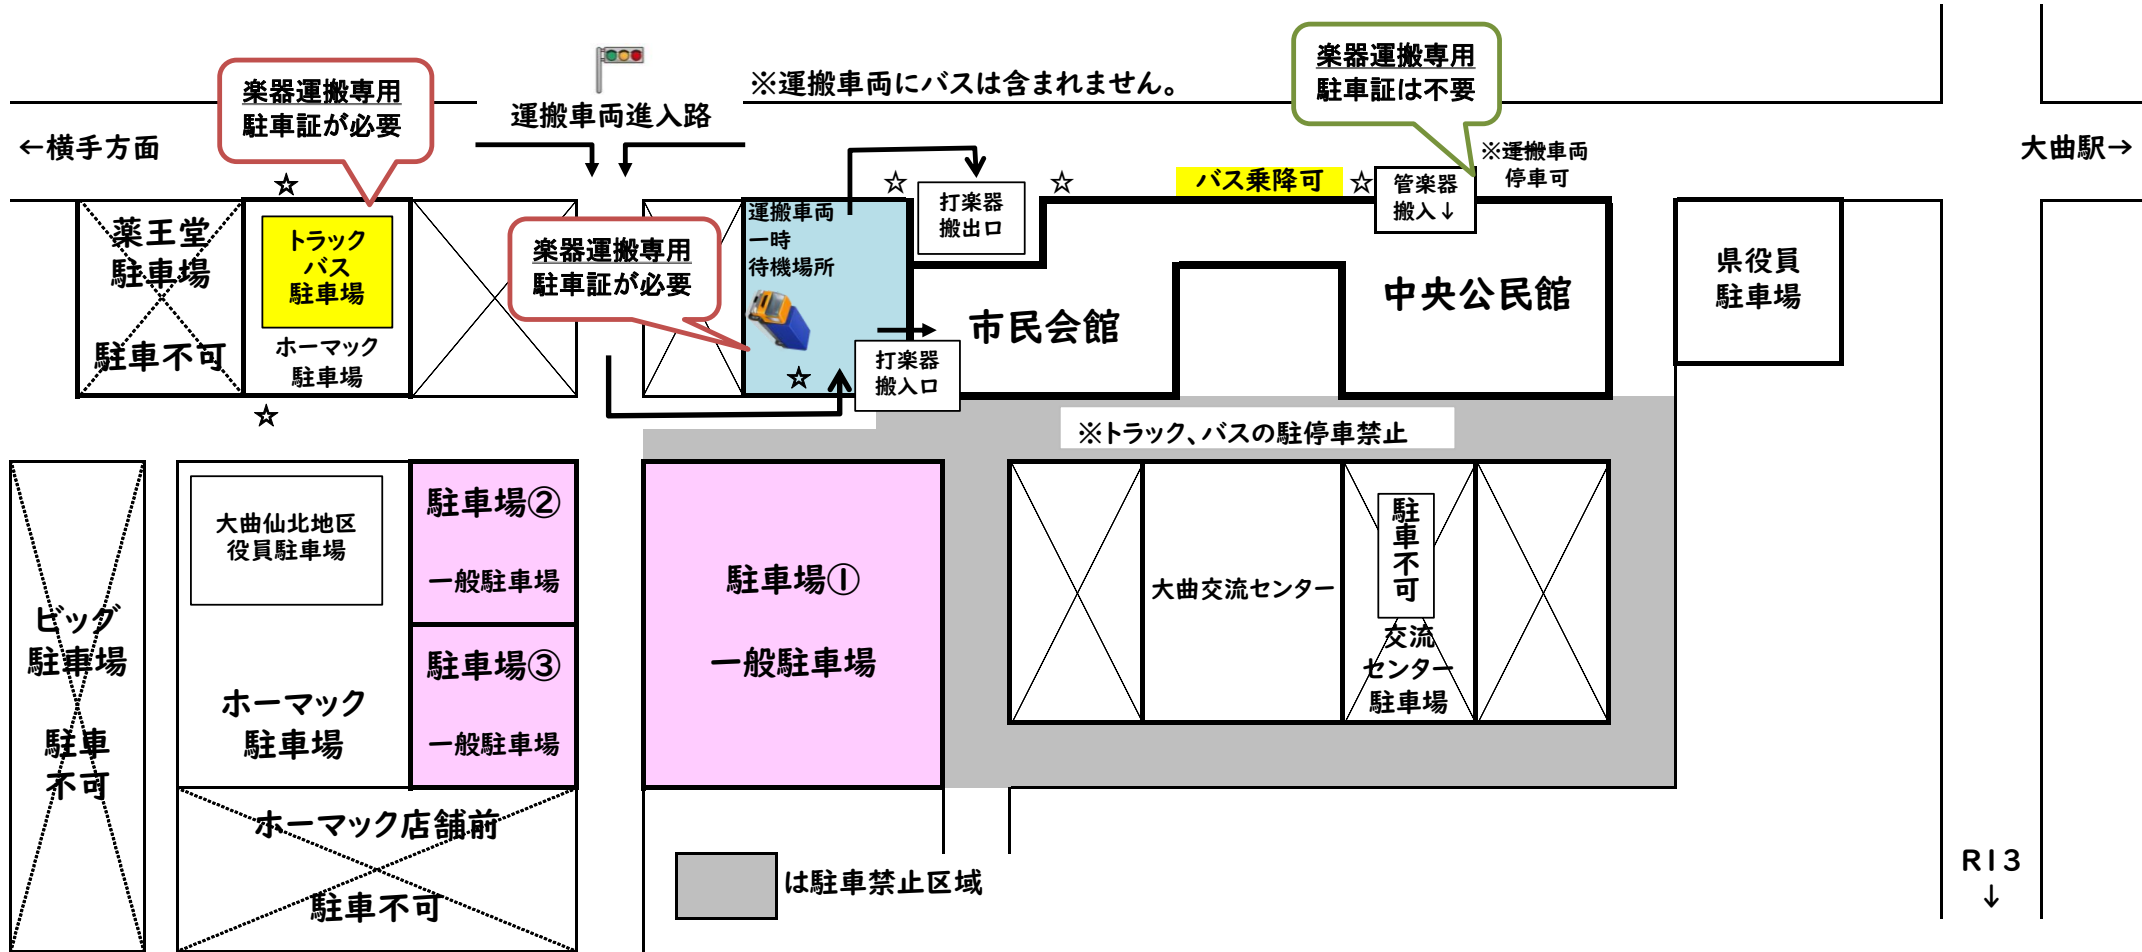 楽器運搬専用
駐車証が必要
運搬車両進入路
※運搬車両にバスは含まれません。
楽器運搬専用
駐車証は不要
←横手方面
大曲駅→
※運搬車両
停車可
☆
☆
☆
バス乗降可
☆
管楽器
搬入↓
打楽器
搬出口
薬王堂
駐車場
駐車不可
トラック
バス
駐車場
ホーマック
駐車場
楽器運搬専用
駐車証が必要
運搬車両
一時
待機場所
☆
打楽器
搬入口
市民会館
中央公民館
県役員
駐車場
☆
※トラック、バスの駐停車禁止
ビッグ
駐車場
駐車
不可
大曲仙北地区
役員駐車場
ホーマック
駐車場
駐車場②
一般駐車場
駐車場③
一般駐車場
駐車場①
一般駐車場
大曲交流センター
駐
車
不
可
交流
センター
駐車場
ホーマック店舗前
駐車不可
は駐車禁止区域
R13
↓